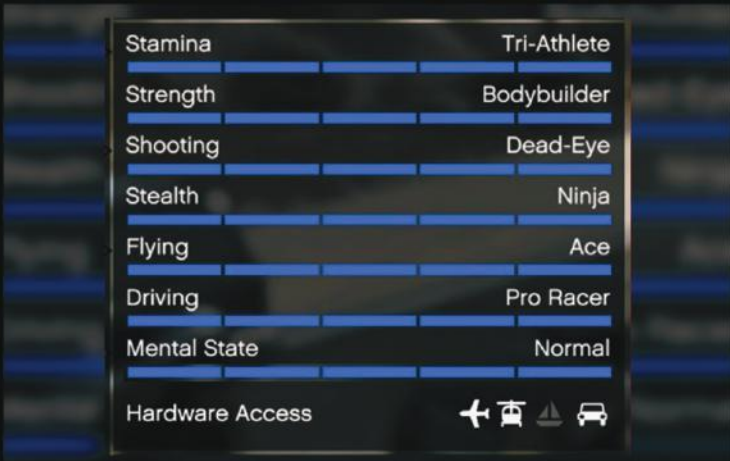 Stamina Tri-Athlete
Strength Bodybuilder
Shooting Dead-Eye
Stealth Ninja
Flying Ace
Driving Pro Racer
Mental State Normal
Hardware Access